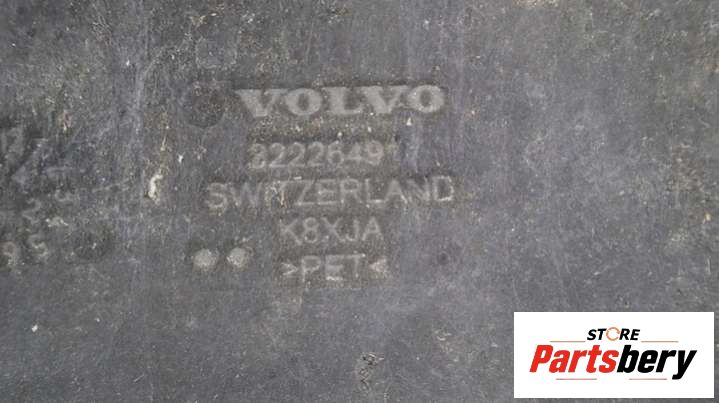 VOLVO
32226491
SWITZERLAND
K8XJA
>PET<
STORE
Partsbery